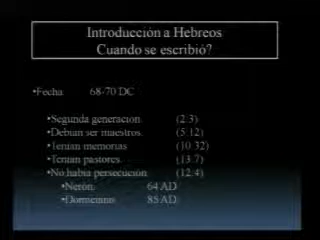 Introducción a Hebreos
Cuando se escribió?
•Fecha 68-70 DC
•Segunda generacion (2:3)
•Debian ser maestros (5:12)
•Tenian memorias (10:32)
•Tenian pastores (13:7)
•No habia persecución (12:4)
•Nerón 64 AD
•Domiciano 85 AD